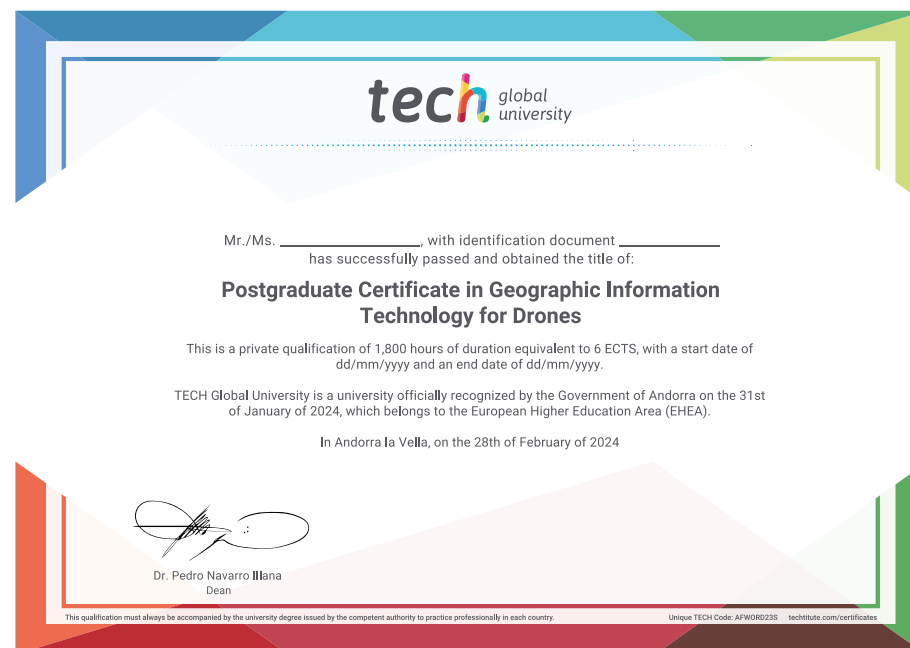 tech global
university
Mr./Ms. ____________________, with identification document ______________
has successfully passed and obtained the title of:
Postgraduate Certificate in Geographic Information
Technology for Drones
This is a private qualification of 1,800 hours of duration equivalent to 6 ECTS, with a start date of
dd/mm/yyyy and an end date of dd/mm/yyyy.
TECH Global University is a university officially recognized by the Government of Andorra on the 31st
of January of 2024, which belongs to the European Higher Education Area (EHEA).
In Andorra la Vella, on the 28th of February of 2024
Dr. Pedro Navarro Illana
Dean
This qualification must always be accompanied by the university degree issued by the competent authority to practice professionally in each country. Unique TECH Code: AFWORD23S techtitute.com/certificates